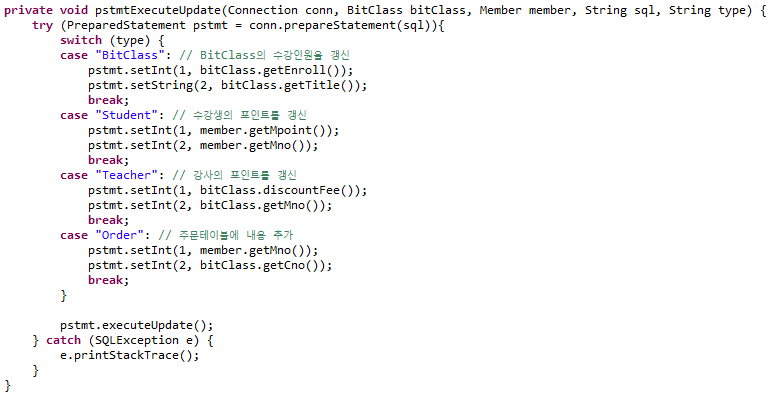 private void pstmtExecuteUpdate(Connection conn, BitClass bitClass, Member member, String sql, String type) {
    try (PreparedStatement pstmt = conn.prepareStatement(sql)){
        switch (type) {
        case "BitClass": // BitClass의 수강인원을 갱신
            pstmt.setInt(1, bitClass.getEnroll());
            pstmt.setString(2, bitClass.getTitle());
            break;
        case "Student": // 수강생의 포인트를 갱신
            pstmt.setInt(1, member.getMpoint());
            pstmt.setInt(2, member.getMno());
            break;
        case "Teacher": // 강사의 포인트를 갱신
            pstmt.setInt(1, bitClass.discountFee());
            pstmt.setInt(2, bitClass.getMno());
            break;
        case "Order": // 주문테이블에 내용 추가
            pstmt.setInt(1, member.getMno());
            pstmt.setInt(2, bitClass.getCno());
            break;
        }

        pstmt.executeUpdate();
    } catch (SQLException e) {
        e.printStackTrace();
    }
}